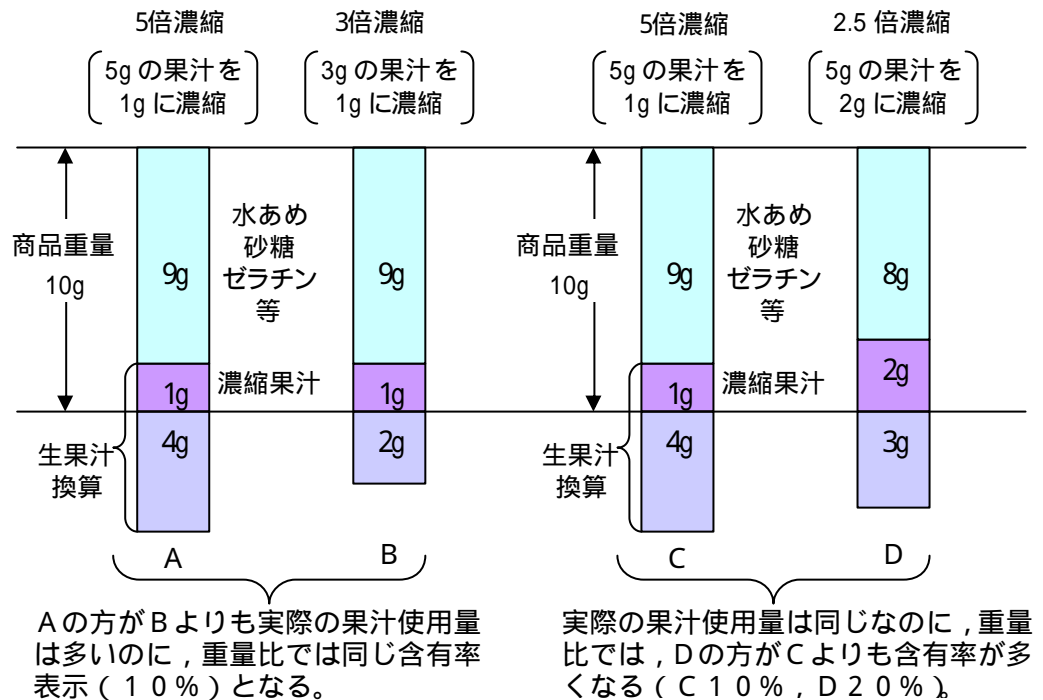 5倍濃縮
5g の果汁を
1g に濃縮
3倍濃縮
3g の果汁を
1g に濃縮
5倍濃縮
5g の果汁を
1g に濃縮
2.5 倍濃縮
5g の果汁を
2g に濃縮
商品重量
10g
9g
水あめ
砂糖
ゼラチン
等
9g
1g
濃縮果汁
1g
生果汁
換算
4g
2g
A
B
商品重量
10g
9g
水あめ
砂糖
ゼラチン
等
8g
1g
濃縮果汁
2g
生果汁
換算
4g
3g
C
D
Aの方がBよりも実際の果汁使用量
は多いのに，重量比では同じ含有率
表示（１０％）となる。
実際の果汁使用量は同じなのに，重量
比では，Dの方がCよりも含有率が多
くなる（C１０％，D２０％）。